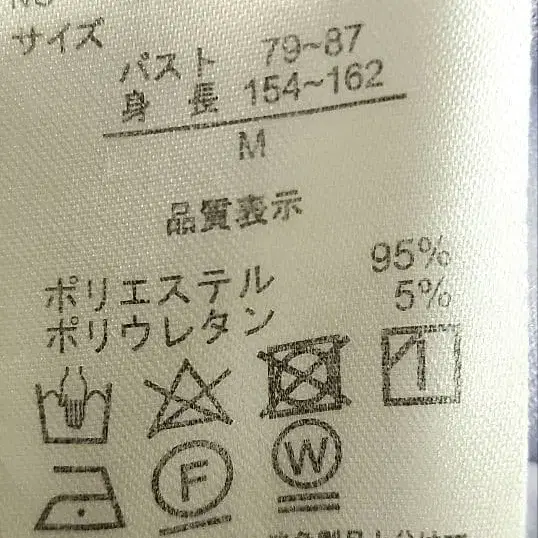 サイズ
バスト 79~87
身長 154~162
M
品質表示
ポリエステル 95%
ポリウレタン 5%
F W